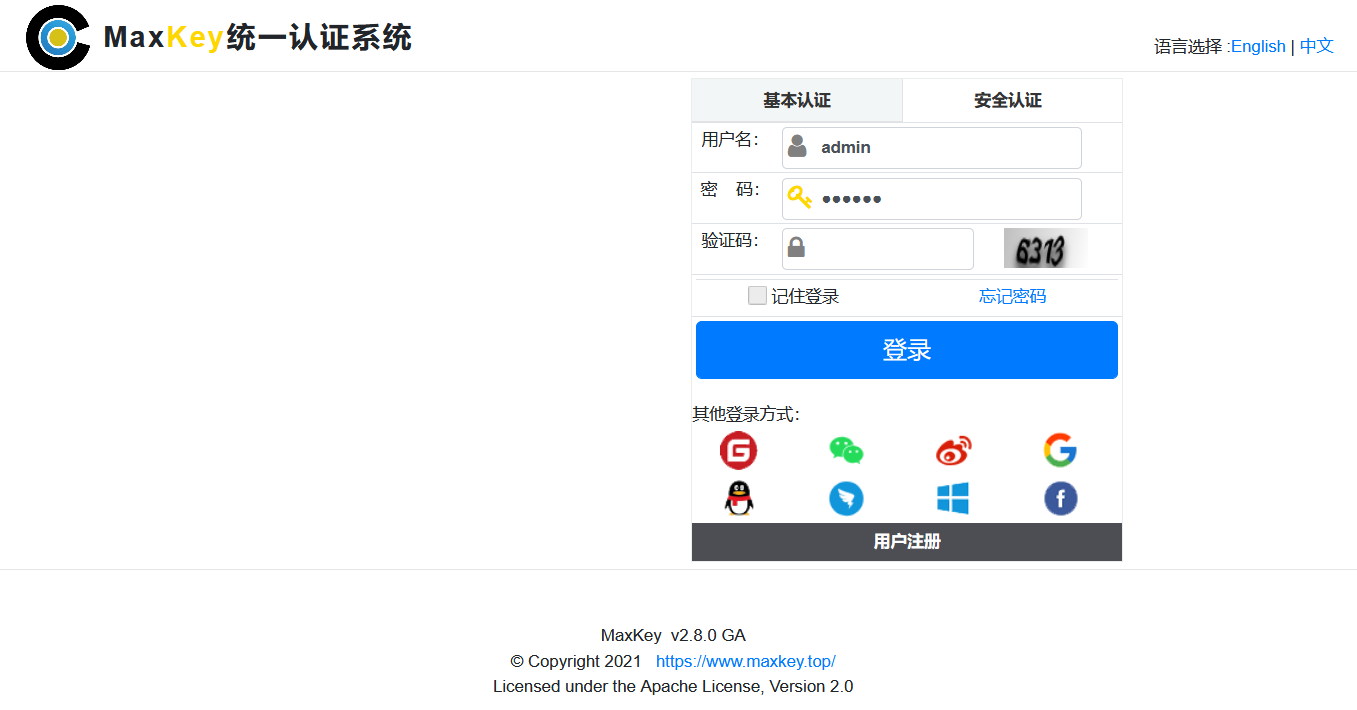 MaxKey统一认证系统
语言选择 :English | 中文
基本认证 安全认证
用户名: admin
密 码: ••••••
验证码: 6313
记住登录 忘记密码
登录
其他登录方式:
用户注册
MaxKey v2.8.0 GA
© Copyright 2021 https://www.maxkey.top/
Licensed under the Apache License, Version 2.0